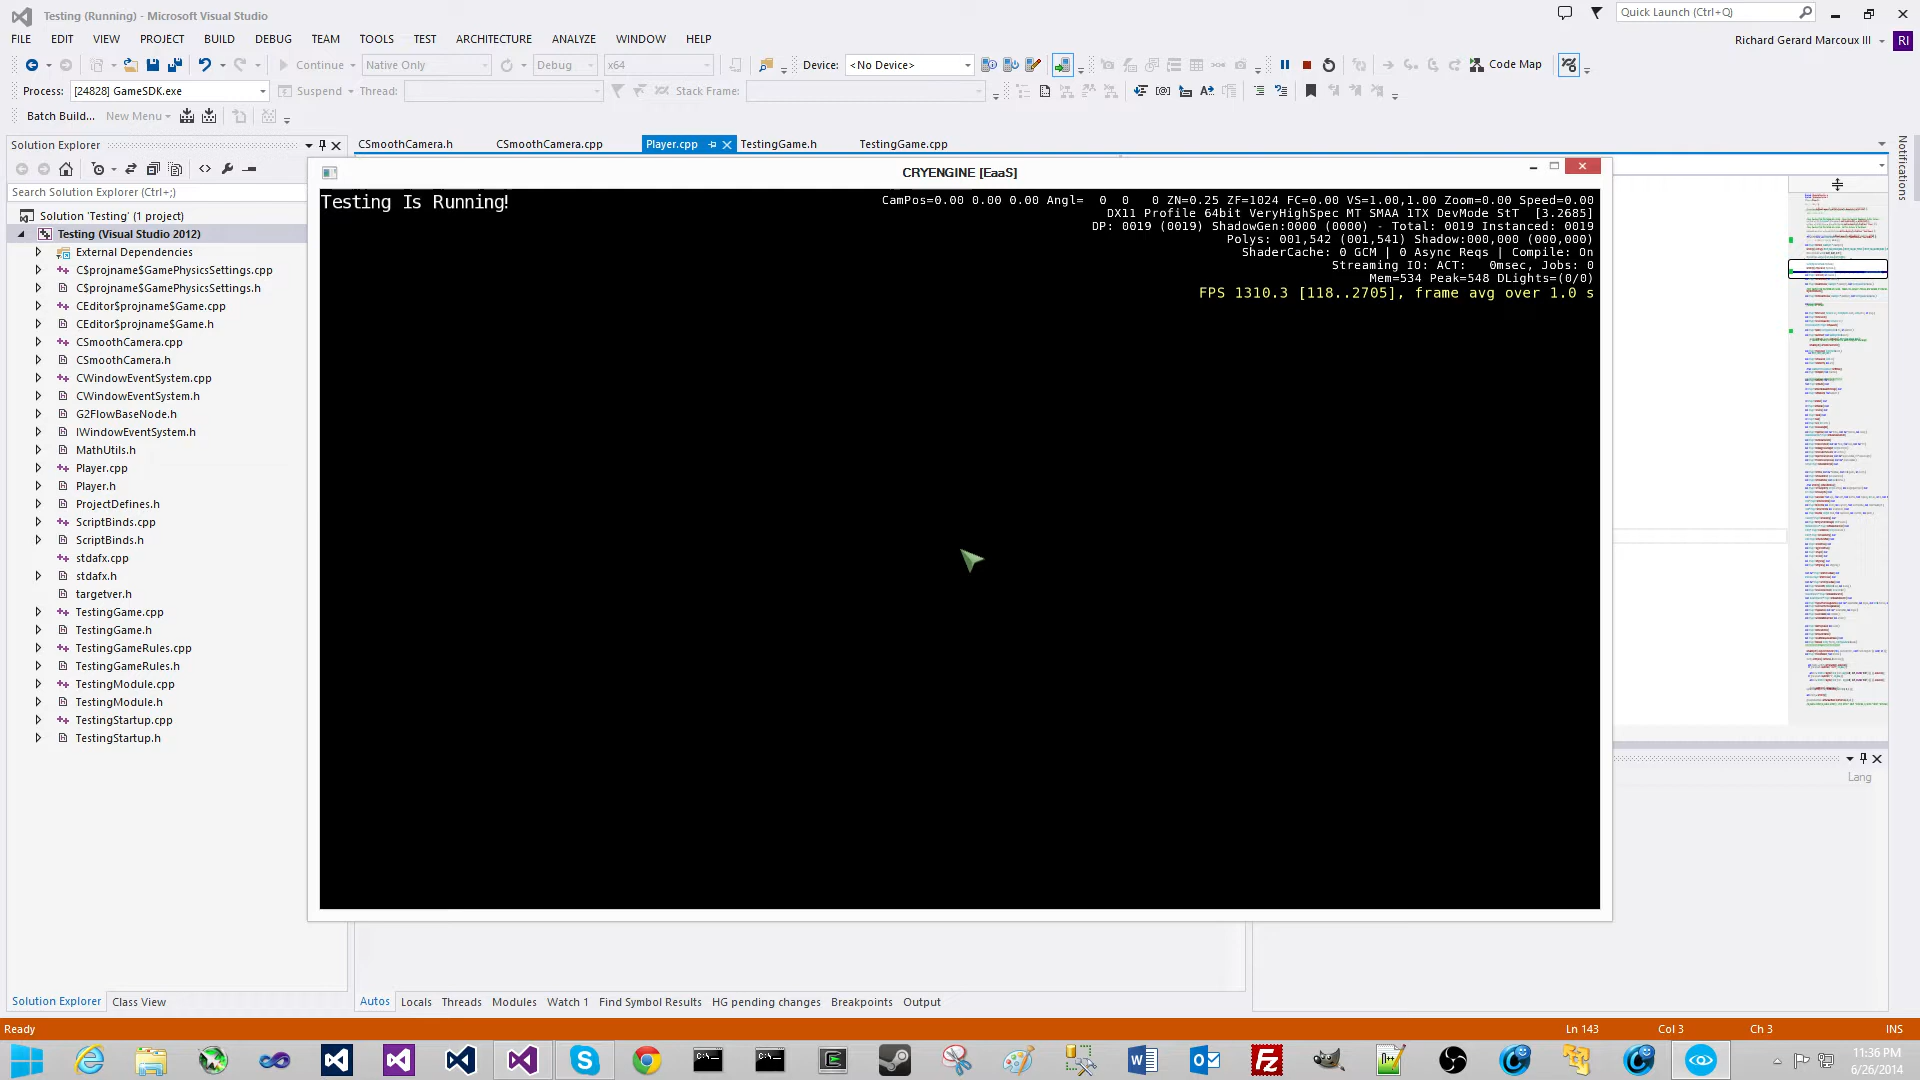 Testing (Running) - Microsoft Visual Studio
Quick Launch (Ctrl+Q)
FILE EDIT VIEW PROJECT BUILD DEBUG TEAM TOOLS TEST ARCHITECTURE ANALYZE WINDOW HELP
Richard Gerard Marcoux III RI
Continue Native Only Debug x64 Device: <No Device> Code Map
Process: [24828] GameSDK.exe Suspend Thread: Stack Frame:
Batch Build... New Menu
Solution Explorer
CSmoothCamera.h CSmoothCamera.cpp Player.cpp TestingGame.h TestingGame.cpp
Notifications
Search Solution Explorer (Ctrl+;)
Solution 'Testing' (1 project)
Testing (Visual Studio 2012)
External Dependencies
C$projname$GamePhysicsSettings.cpp
C$projname$GamePhysicsSettings.h
CEditor$projname$Game.cpp
CEditor$projname$Game.h
CSmoothCamera.cpp
CSmoothCamera.h
CWindowEventSystem.cpp
CWindowEventSystem.h
G2FlowBaseNode.h
IWindowEventSystem.h
MathUtils.h
Player.cpp
Player.h
ProjectDefines.h
ScriptBinds.cpp
ScriptBinds.h
stdafx.cpp
stdafx.h
targetver.h
TestingGame.cpp
TestingGame.h
TestingGameRules.cpp
TestingGameRules.h
TestingModule.cpp
TestingModule.h
TestingStartup.cpp
TestingStartup.h
CRYENGINE [EaaS]
Testing Is Running!
CamPos=0.00 0.00 0.00 Angl= 0 0 0 ZN=0.25 ZF=1024 FC=0.00 VS=1.00,1.00 Zoom=0.00 Speed=0.00
DX11 Profile 64bit VeryHighSpec MT SMAA 1TX DevMode StT [3.2685]
DP: 0019 (0019) ShadowGen:0000 (0000) - Total: 0019 Instanced: 0019
Polys: 001,542 (001,541) Shadow:000,000 (000,000)
ShaderCache: 0 GCM | 0 Async Reqs | Compile: On
Streaming IO: ACT: 0msec, Jobs: 0
Mem=534 Peak=548 DLights=(0/0)
FPS 1310.3 [118..2705], frame avg over 1.0 s
Lang
Solution Explorer Class View
Autos Locals Threads Modules Watch 1 Find Symbol Results HG pending changes Breakpoints Output
Ready
Ln 143 Col 3 Ch 3 INS
11:36 PM
6/26/2014